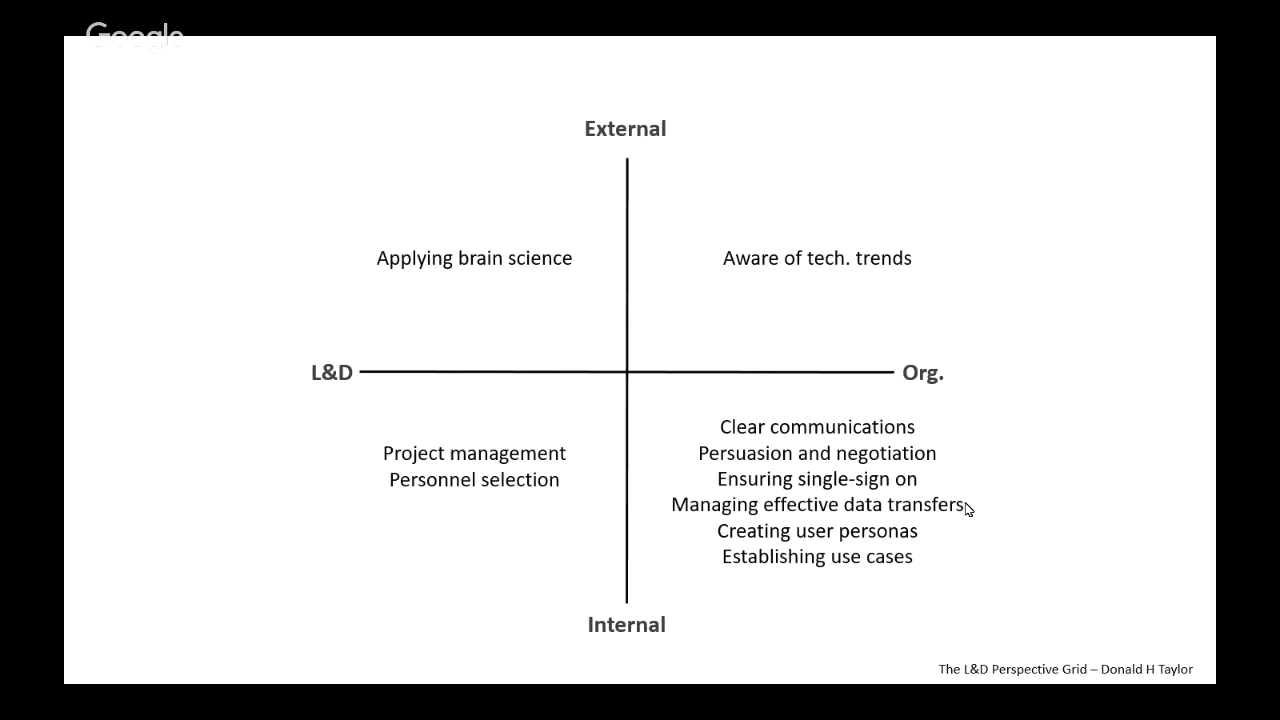 Google
External
Applying brain science
Aware of tech. trends
L&D
Org.
Project management
Personnel selection
Clear communications
Persuasion and negotiation
Ensuring single-sign on
Managing effective data transfers
Creating user personas
Establishing use cases
Internal
The L&D Perspective Grid – Donald H Taylor